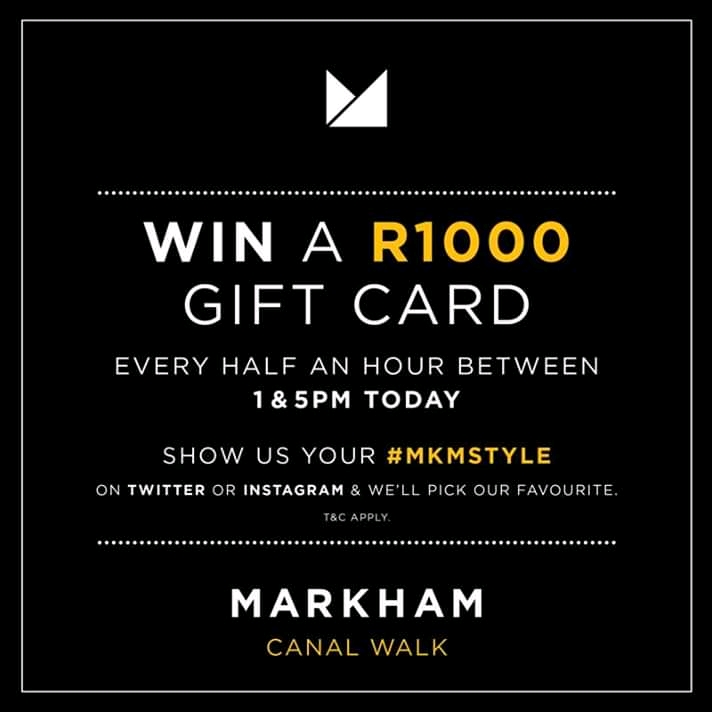 WIN A R1000
GIFT CARD
EVERY HALF AN HOUR BETWEEN
1 & 5PM TODAY
SHOW US YOUR #MKMSTYLE
ON TWITTER OR INSTAGRAM & WE'LL PICK OUR FAVOURITE.
T&C APPLY.
MARKHAM
CANAL WALK